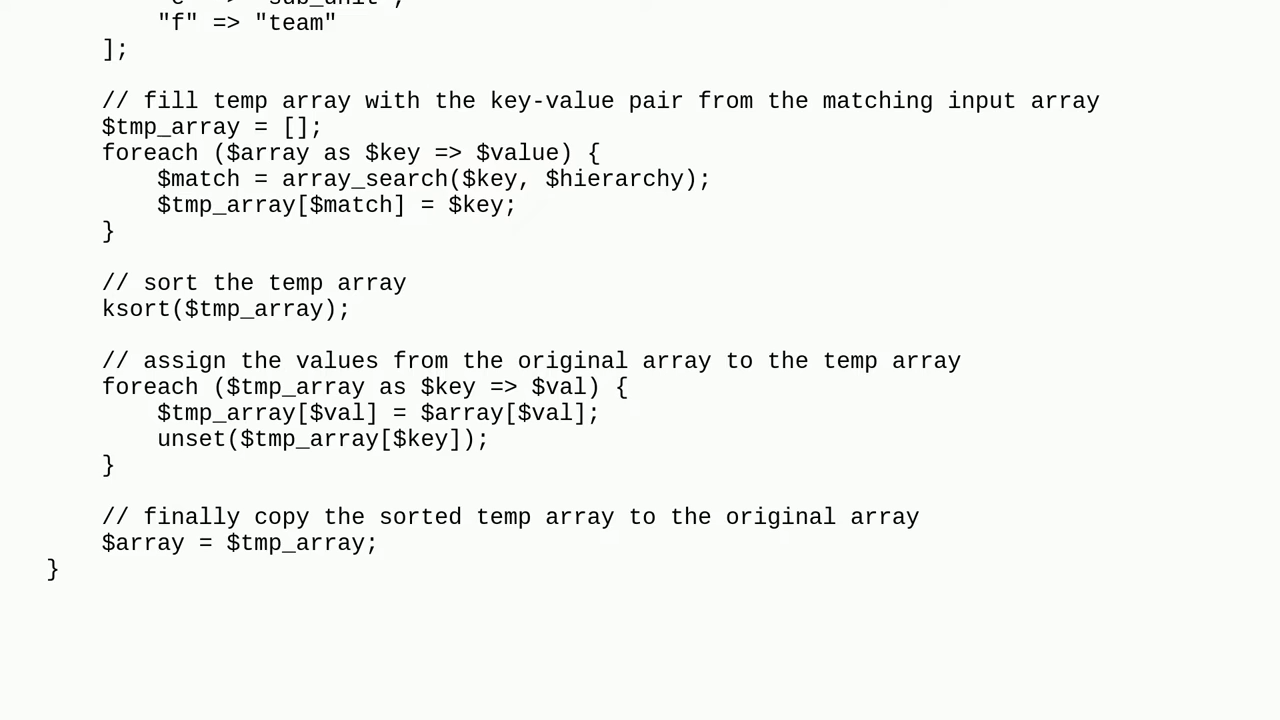 "f" => "team"
];
// fill temp array with the key-value pair from the matching input array
$tmp_array = [];
foreach ($array as $key => $value) {
$match = array_search($key, $hierarchy);
$tmp_array[$match] = $key;
}
// sort the temp array
ksort($tmp_array);
// assign the values from the original array to the temp array
foreach ($tmp_array as $key => $val) {
$tmp_array[$val] = $array[$val];
unset($tmp_array[$key]);
}
// finally copy the sorted temp array to the original array
$array = $tmp_array;
}